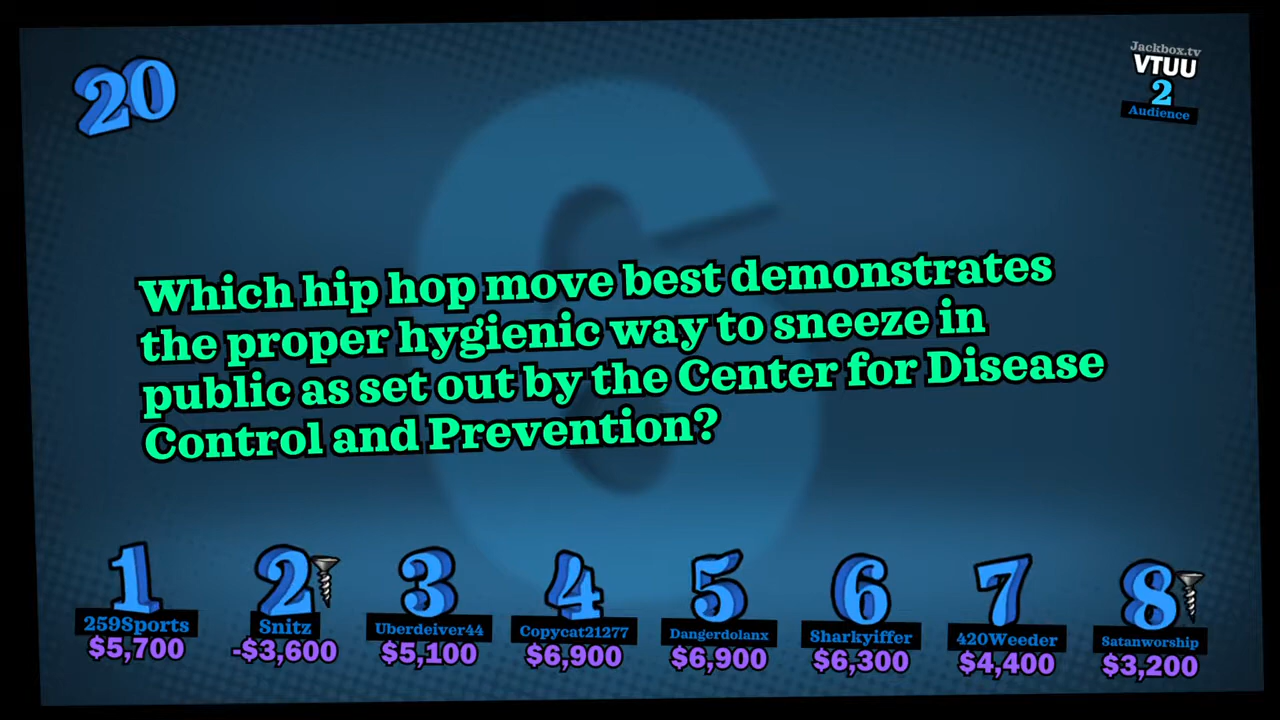 20
Jackbox.tv
VTUU
2
Audience
Which hip hop move best demonstrates
the proper hygienic way to sneeze in
public as set out by the Center for Disease
Control and Prevention?
6
1 2 3 4 5 6 7 8
259Sports Snitz Uberdeiver44 Copycat21277 Dangerdolanx Sharkyiffer 420Weeder Satanworship
$5,700 -$3,600 $5,100 $6,900 $6,900 $6,300 $4,400 $3,200